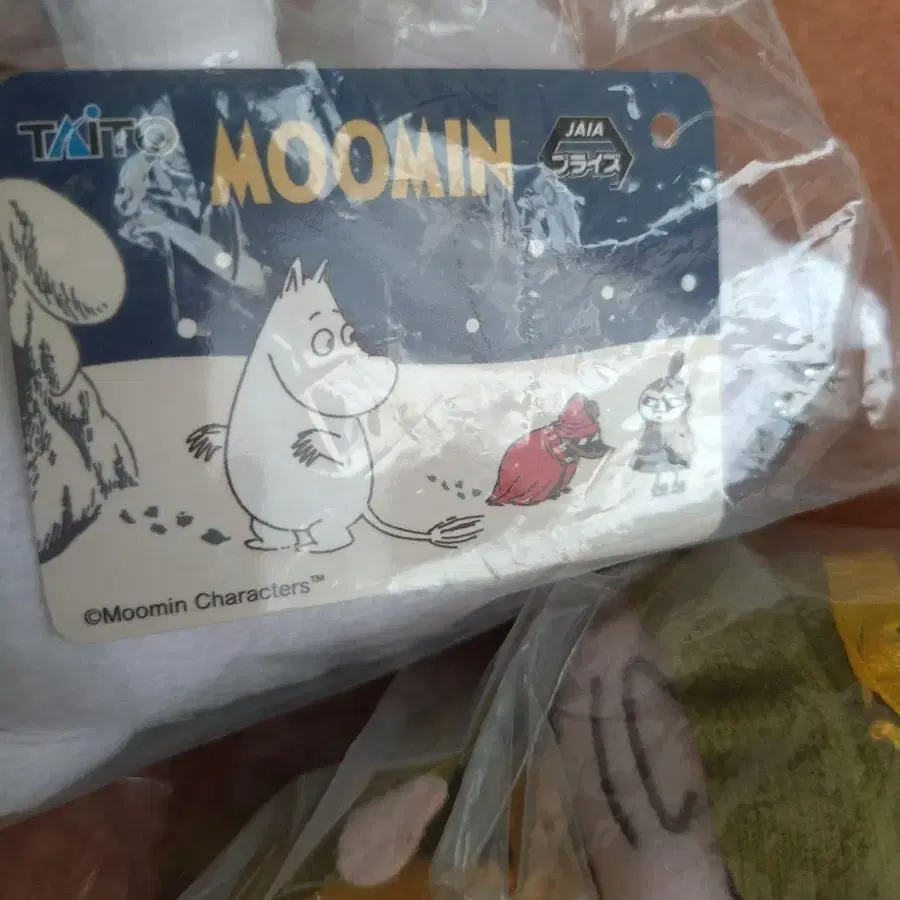 TAITO
MOOMIN
JAIA
プライズ
©Moomin Characters™